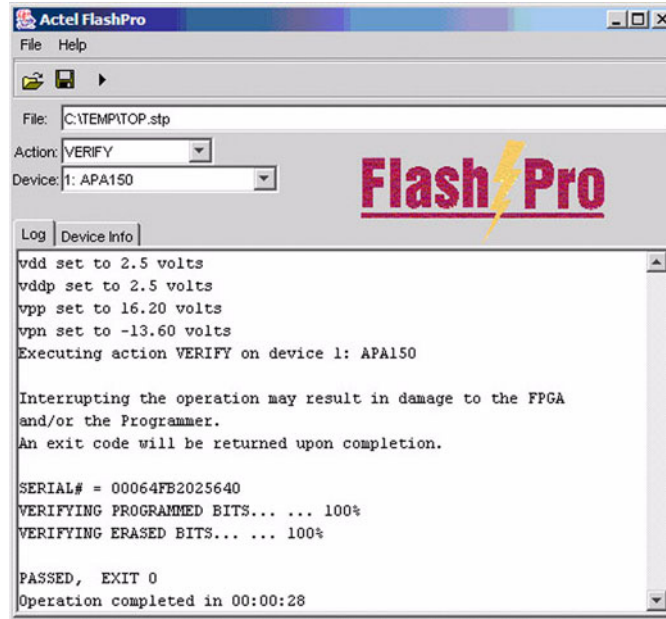 Actel FlashPro
File Help
File: C:\TEMP\TOP.stp
Action: VERIFY
Device: 1: APA150
Flash Pro
Log Device Info
vdd set to 2.5 volts
vddp set to 2.5 volts
vpp set to 16.20 volts
vpn set to -13.60 volts
Executing action VERIFY on device 1: APA150
Interrupting the operation may result in damage to the FPGA
and/or the Programmer.
An exit code will be returned upon completion.
SERIAL# = 00064FB2025640
VERIFYING PROGRAMMED BITS... ... 100%
VERIFYING ERASED BITS... ... 100%
PASSED, EXIT 0
Operation completed in 00:00:28